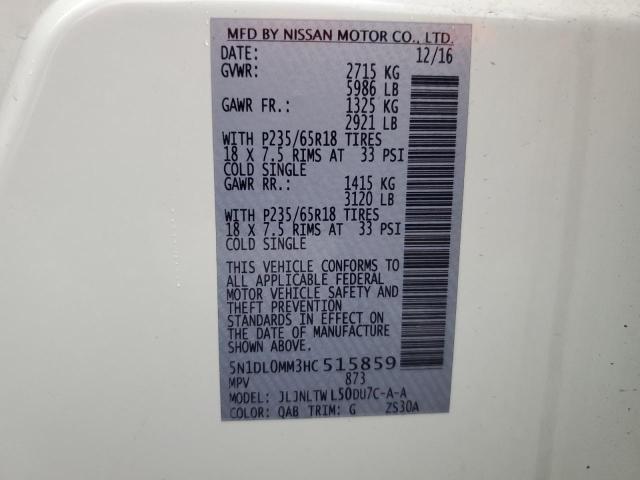 MFD BY NISSAN MOTOR CO., LTD.
DATE: 12/16
GVWR: 2715 KG
5986 LB
GAWR FR.: 1325 KG
2921 LB
WITH P235/65R18 TIRES
18 X 7.5 RIMS AT 33 PSI
COLD SINGLE
GAWR RR.: 1415 KG
3120 LB
WITH P235/65R18 TIRES
18 X 7.5 RIMS AT 33 PSI
COLD SINGLE
THIS VEHICLE CONFORMS TO
ALL APPLICABLE FEDERAL
MOTOR VEHICLE SAFETY AND
THEFT PREVENTION
STANDARDS IN EFFECT ON
THE DATE OF MANUFACTURE
SHOWN ABOVE.
5N1DL0MM3HC515859
MPV 873
MODEL: JLJNLTWL50DU7C-A-A
COLOR: QAB TRIM: G ZS30A